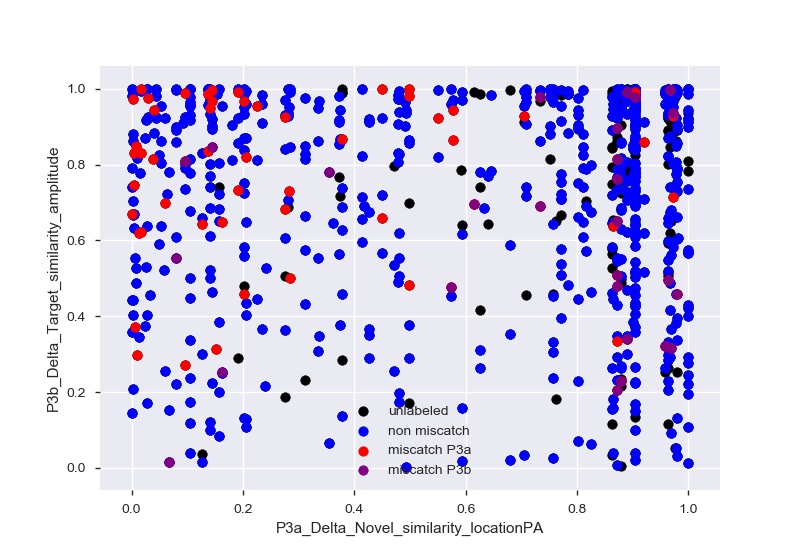 1.0
0.8
0.6
0.4
0.2
0.0
P3b_Delta_Target_similarity_amplitude
unlabeled
non miscatch
miscatch P3a
miscatch P3b
0.0 0.2 0.4 0.6 0.8 1.0
P3a_Delta_Novel_similarity_locationPA